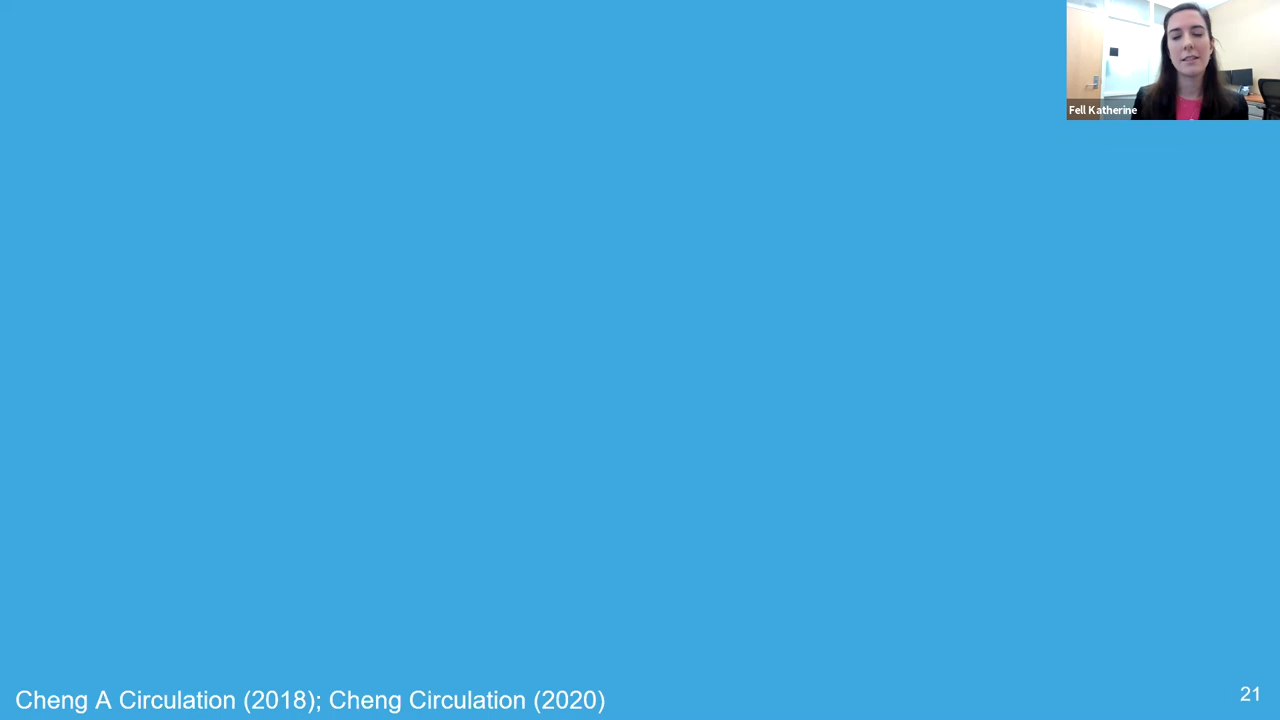 Fell Katherine
Cheng A Circulation (2018); Cheng Circulation (2020)
21